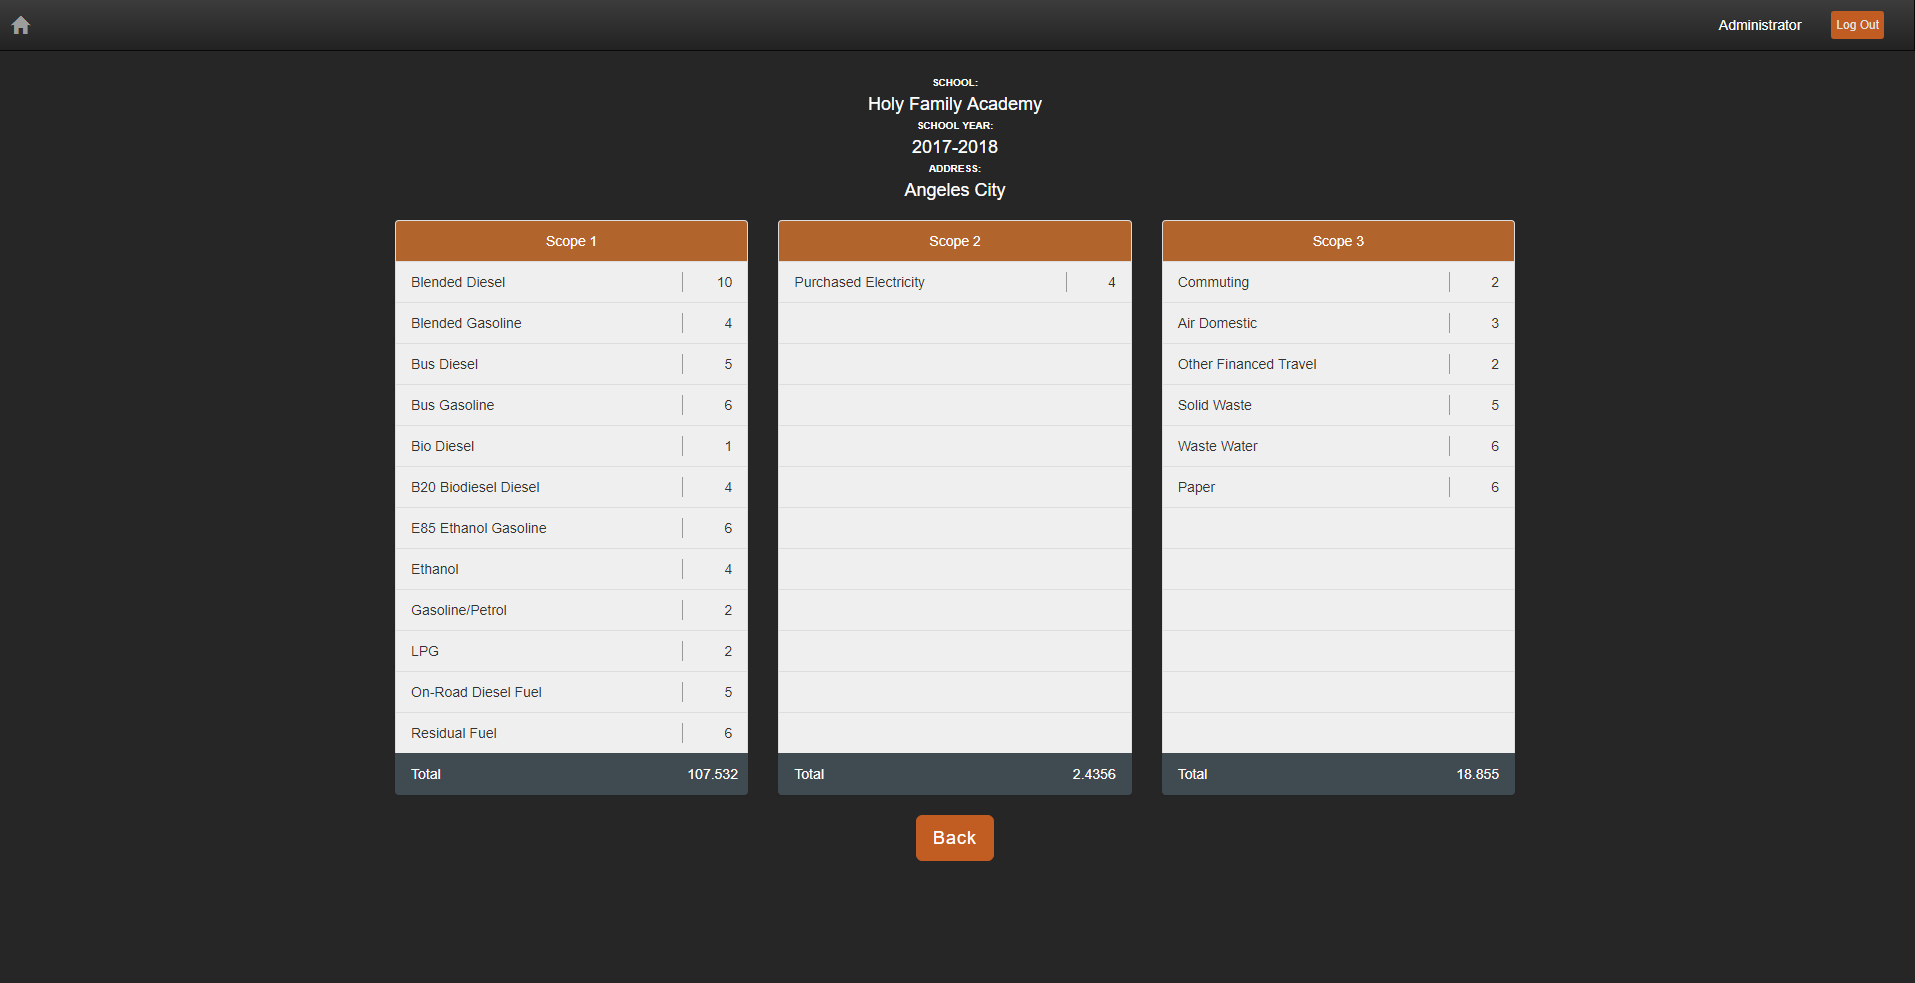 Administrator
Log Out
SCHOOL:
Holy Family Academy
SCHOOL YEAR:
2017-2018
ADDRESS:
Angeles City
Scope 1
Blended Diesel 10
Blended Gasoline 4
Bus Diesel 5
Bus Gasoline 6
Bio Diesel 1
B20 Biodiesel Diesel 4
E85 Ethanol Gasoline 6
Ethanol 4
Gasoline/Petrol 2
LPG 2
On-Road Diesel Fuel 5
Residual Fuel 6
Total 107.532
Scope 2
Purchased Electricity 4
Total 2.4356
Scope 3
Commuting 2
Air Domestic 3
Other Financed Travel 2
Solid Waste 5
Waste Water 6
Paper 6
Total 18.855
Back